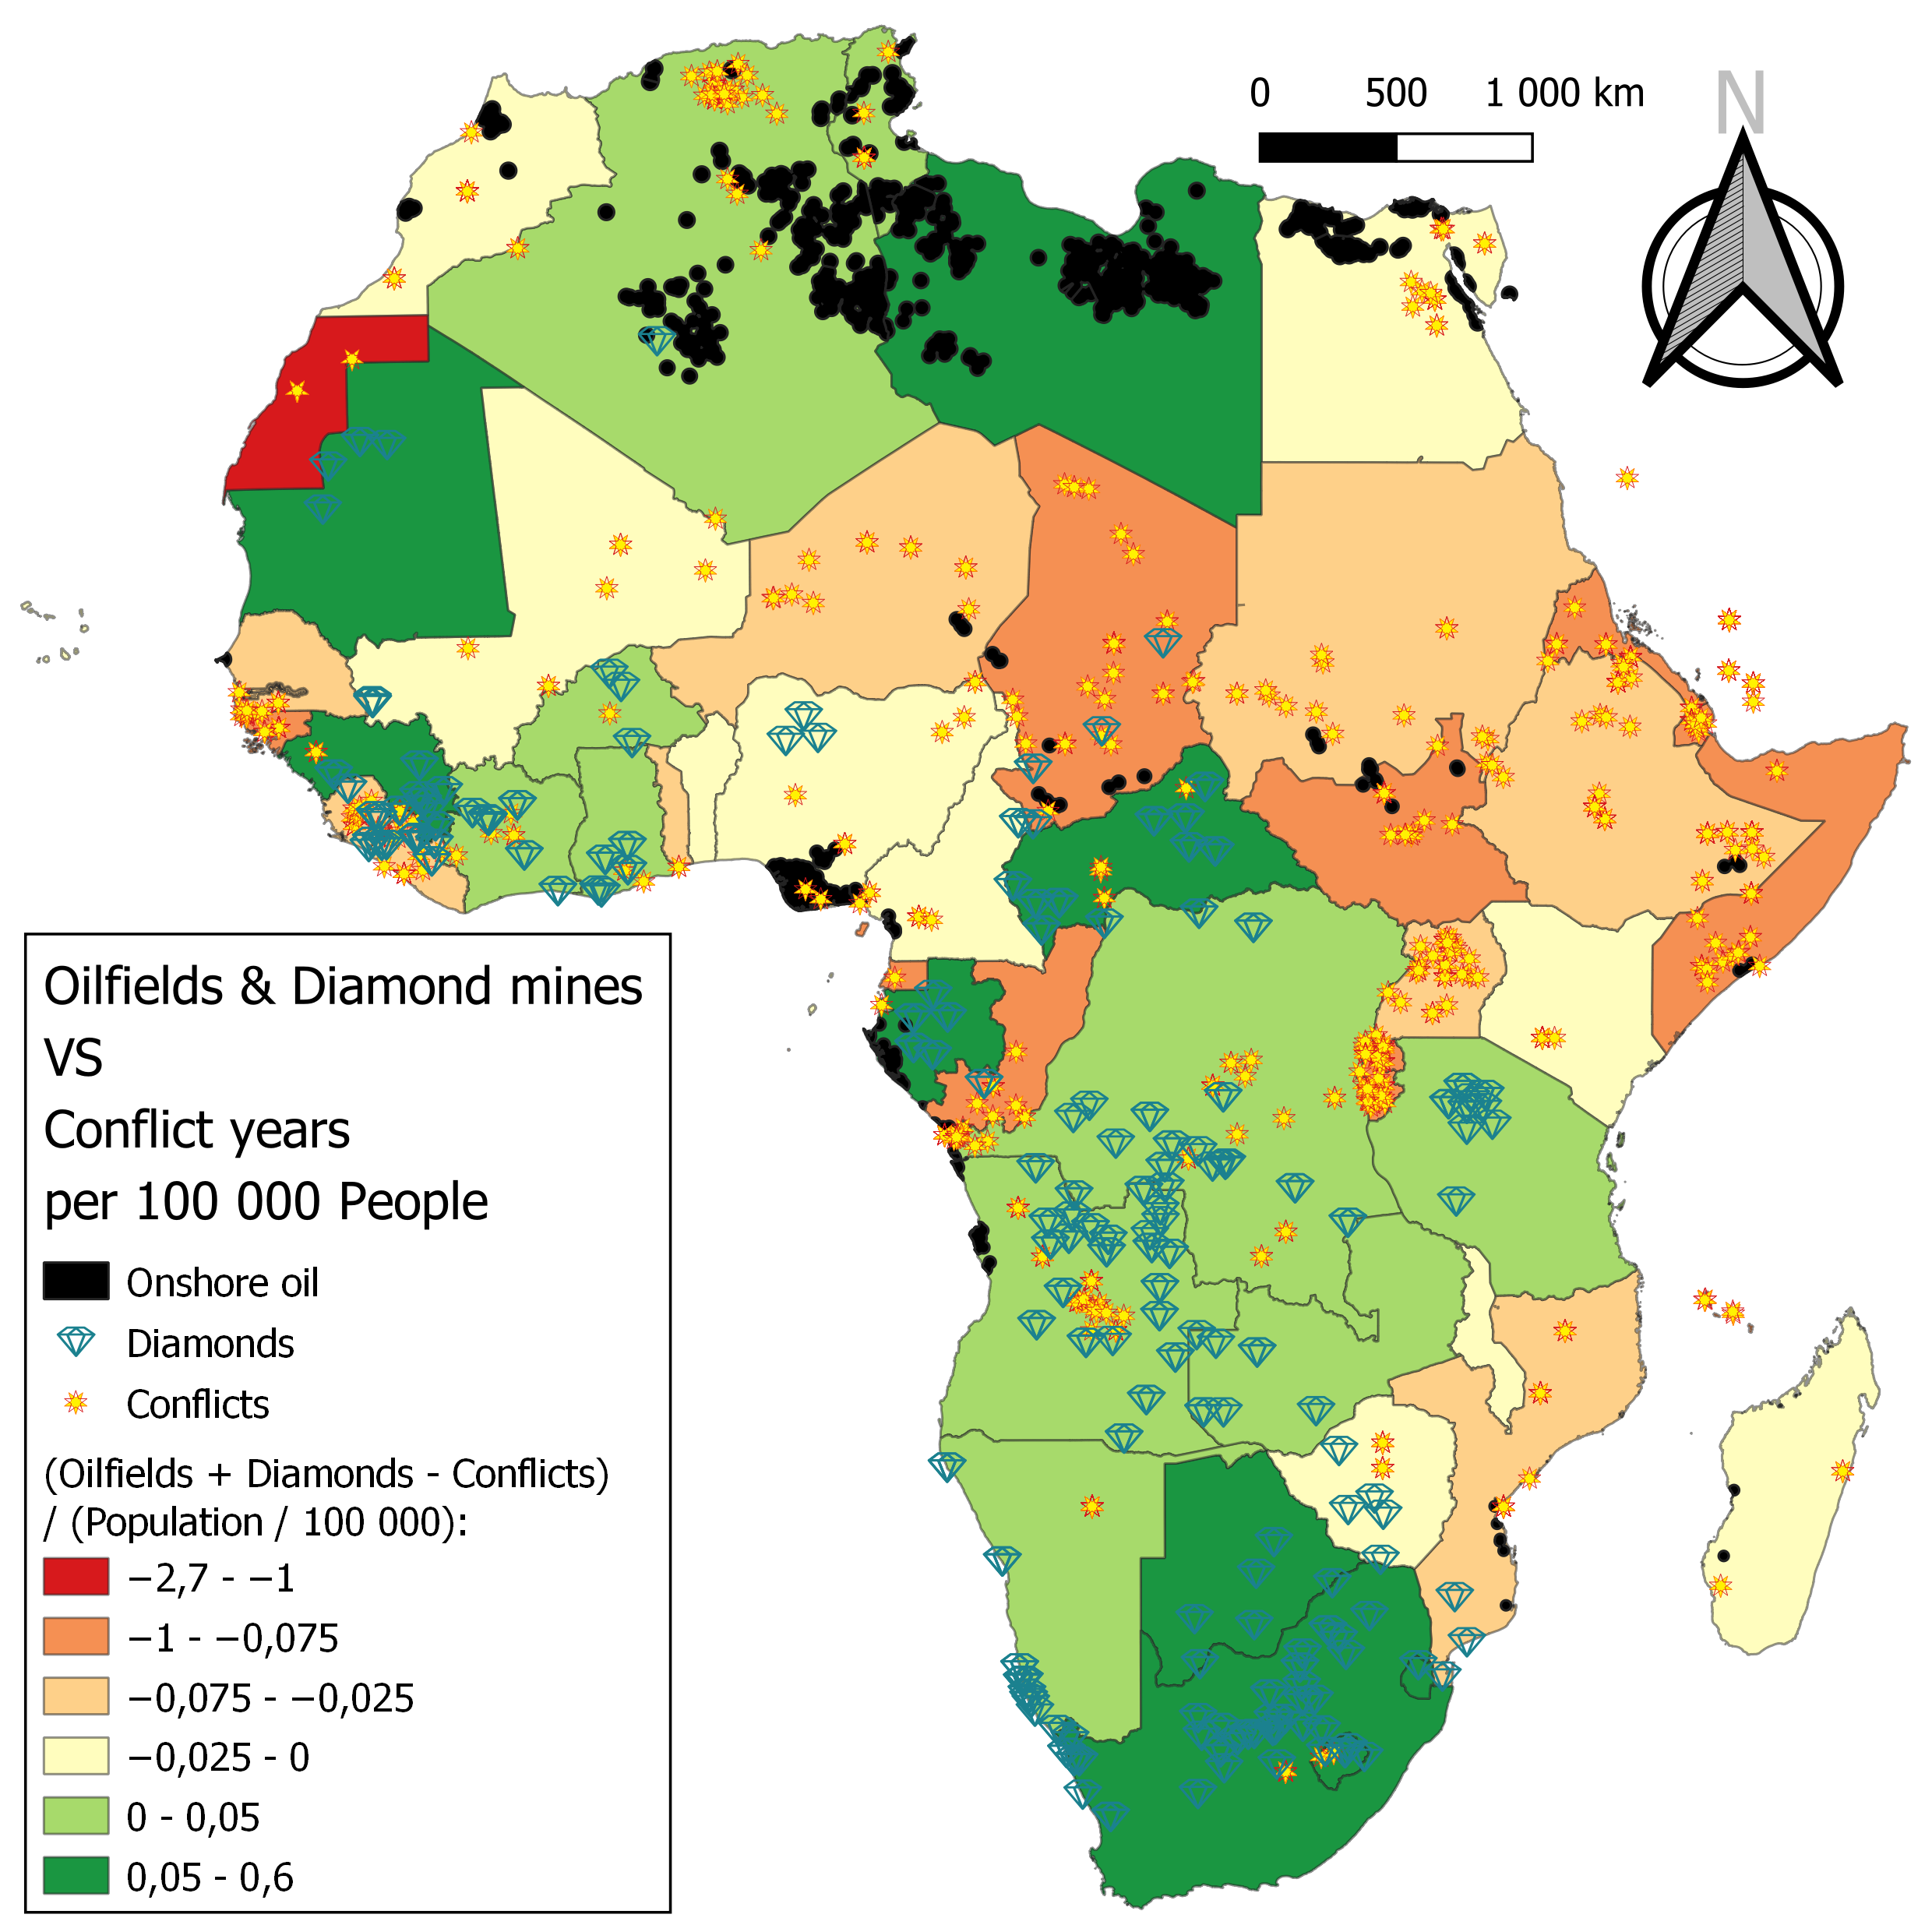 0 500 1 000 km
N
Oilfields & Diamond mines
VS
Conflict years
per 100 000 People
Onshore oil
Diamonds
Conflicts
(Oilfields + Diamonds - Conflicts)
/ (Population / 100 000):
−2,7 - −1
−1 - −0,075
−0,075 - −0,025
−0,025 - 0
0 - 0,05
0,05 - 0,6